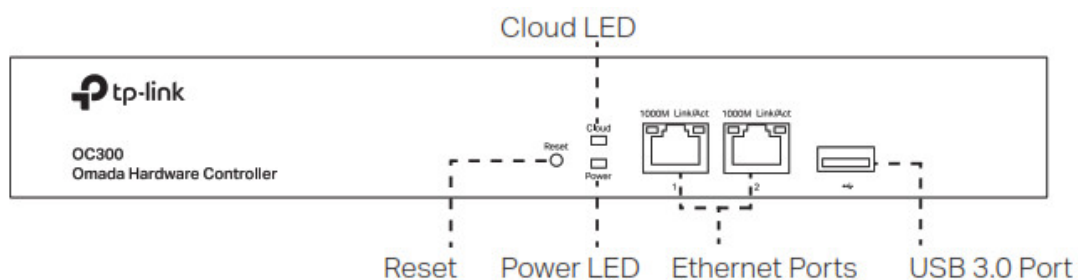 Cloud LED
tp-link
1000M Link/Act 1000M Link/Act
Cloud
Reset
OC300
Omada Hardware Controller
Power
1 2
Reset Power LED Ethernet Ports USB 3.0 Port